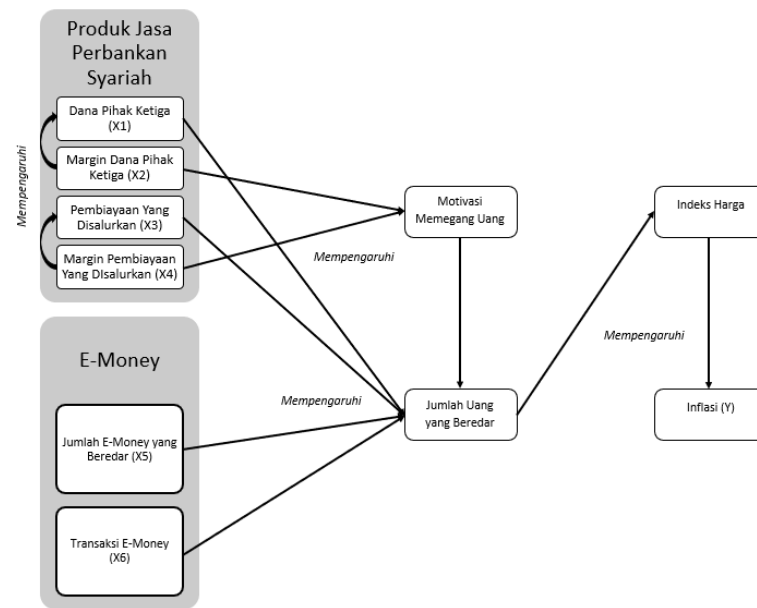 Produk Jasa
Perbankan
Syariah
Dana Pihak Ketiga
(X1)
Margin Dana Pihak
Ketiga (X2)
Pembiayaan Yang
Disalurkan (X3)
Margin Pembiayaan
Yang DIsalurkan (X4)
Mempengaruhi
E-Money
Jumlah E-Money yang
Beredar (X5)
Transaksi E-Money
(X6)
Mempengaruhi
Mempengaruhi
Motivasi
Memegang Uang
Jumlah Uang
yang Beredar
Mempengaruhi
Indeks Harga
Inflasi (Y)